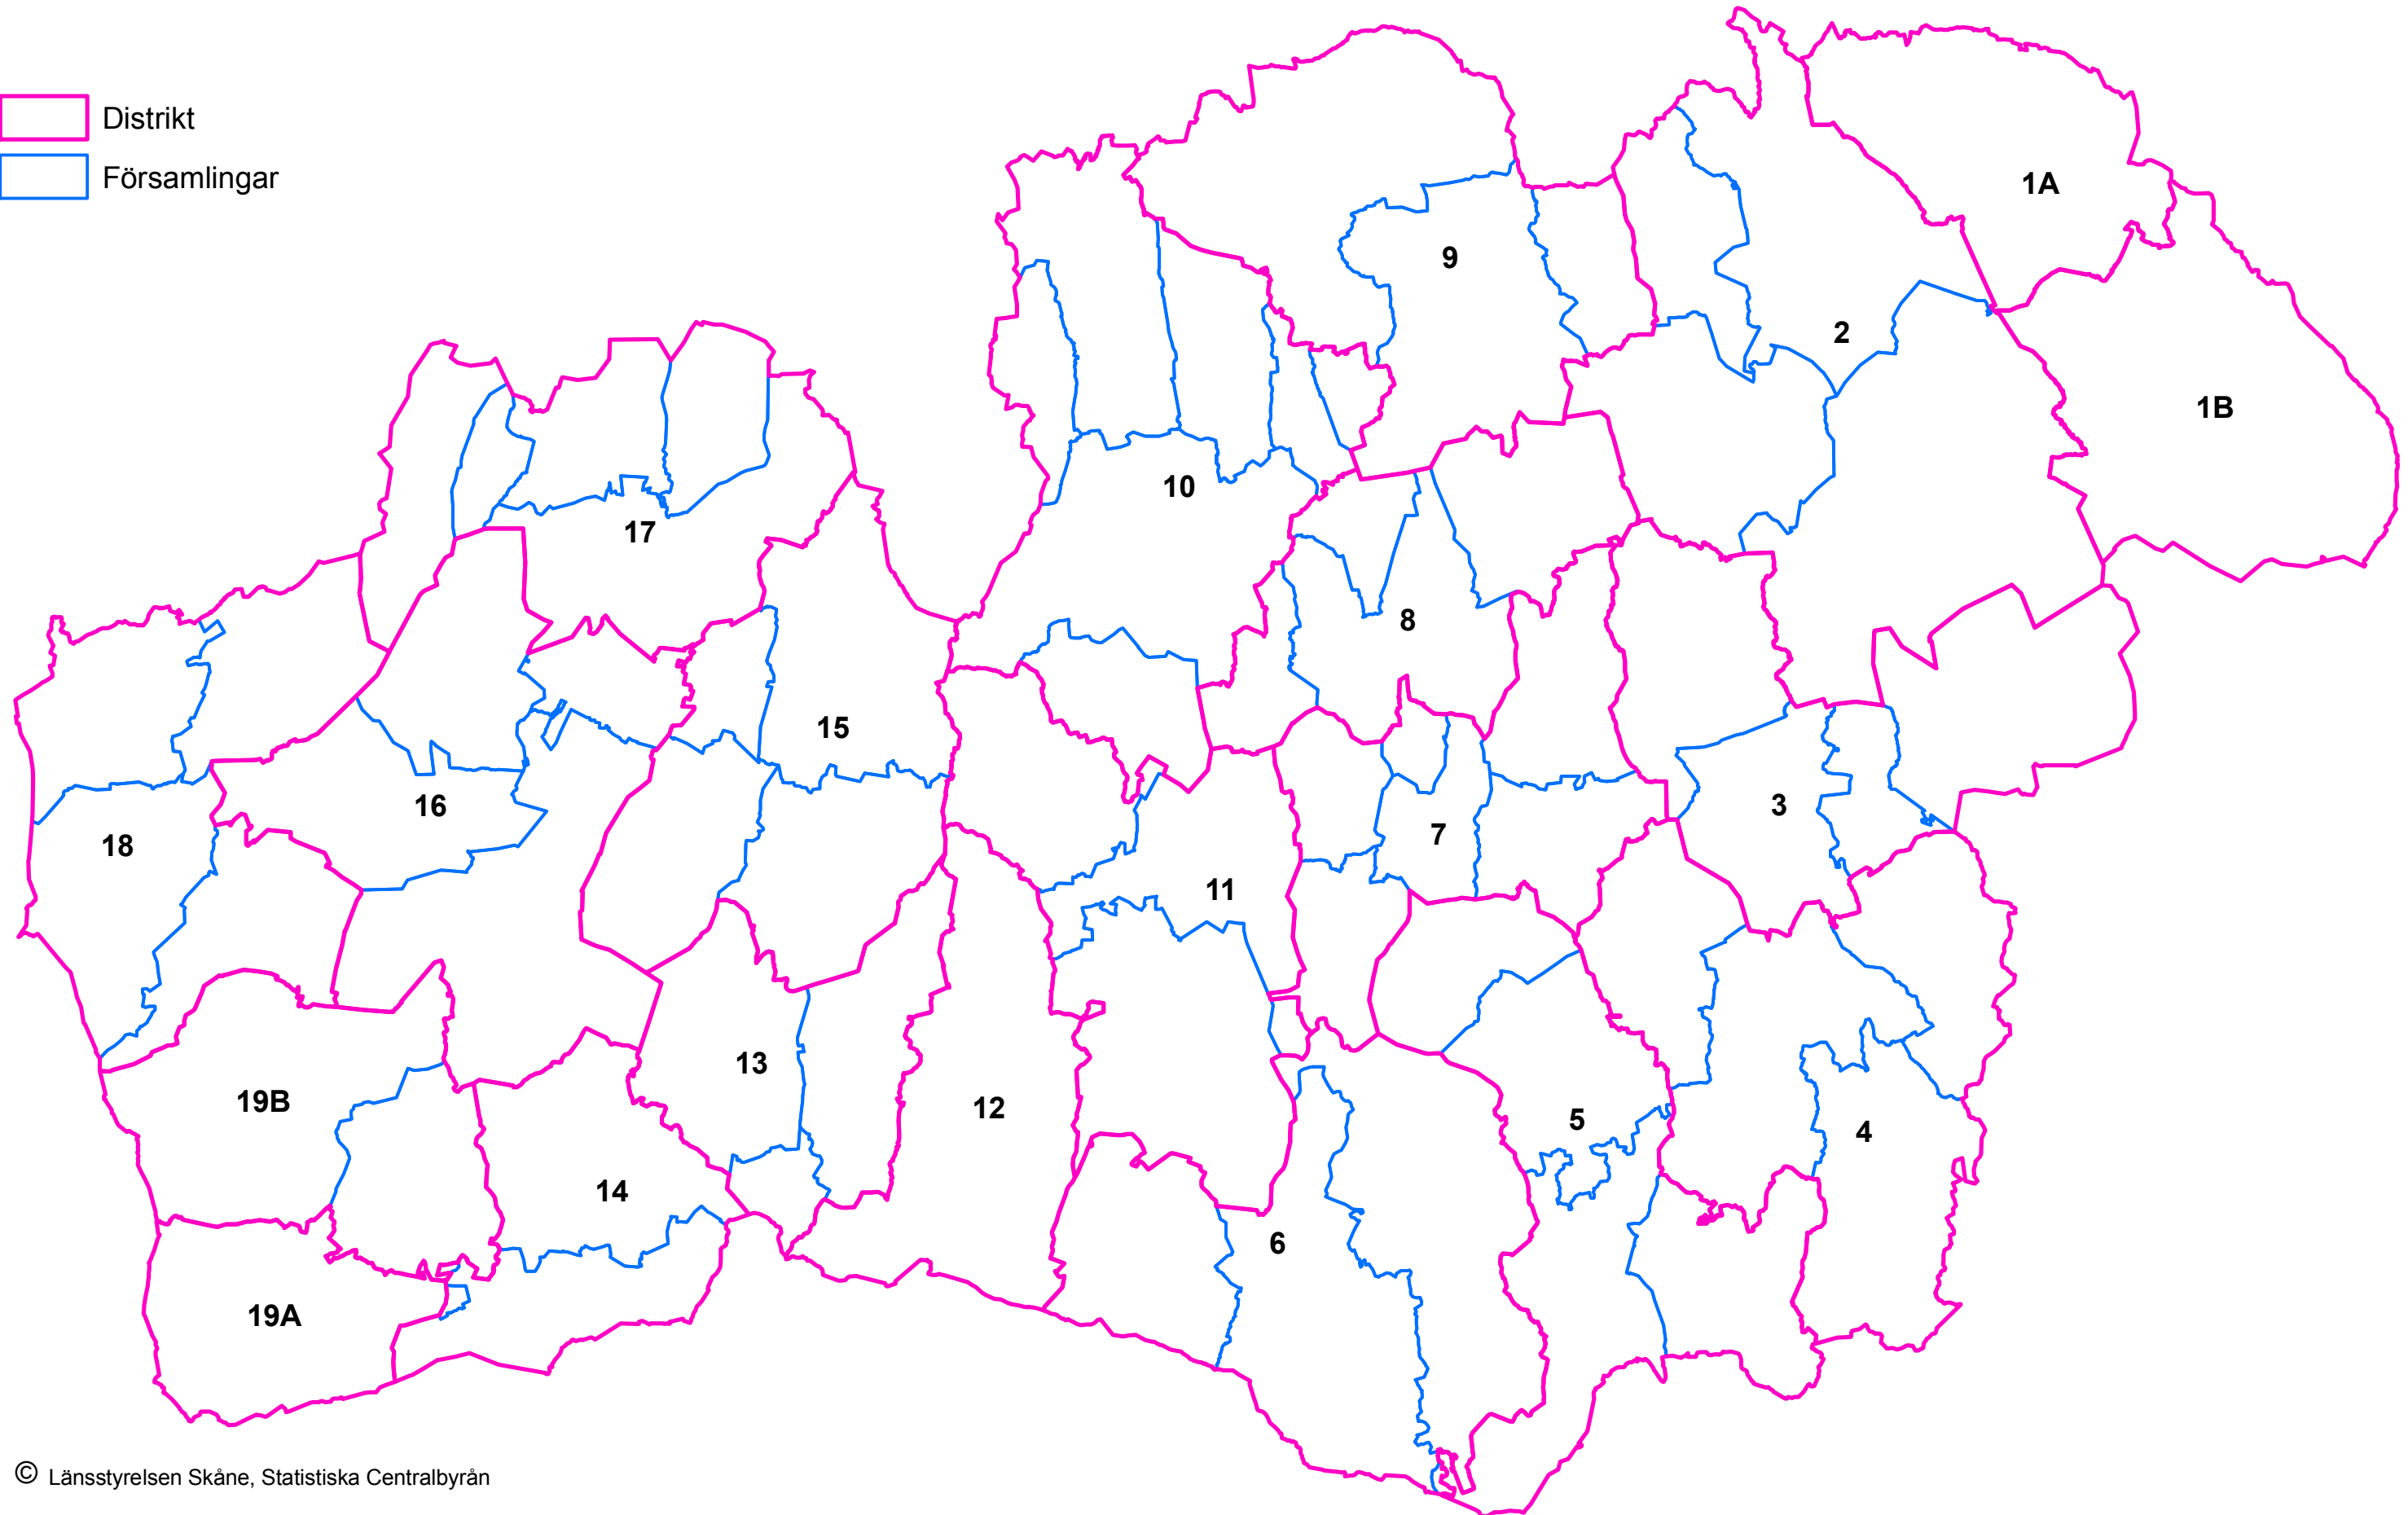 Distrikt
Församlingar
1A
9
2
1B
10
17
8
15
16
3
18
7
11
13
19B
12
5
4
14
6
19A
© Länsstyrelsen Skåne, Statistiska Centralbyrån